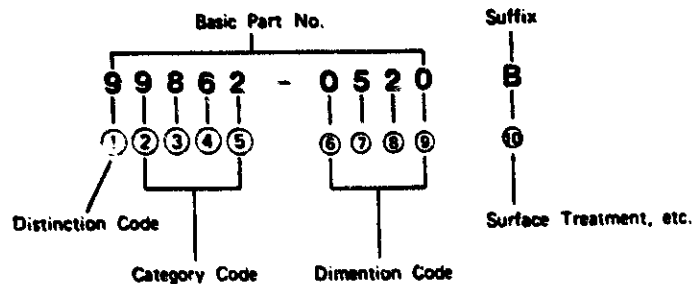 Basic Part No. Suffix
9 9 8 6 2 - 0 5 2 0 B
① ② ③ ④ ⑤ ⑥ ⑦ ⑧ ⑨ ⑩
Distinction Code Surface Treatment, etc.
Category Code Dimention Code